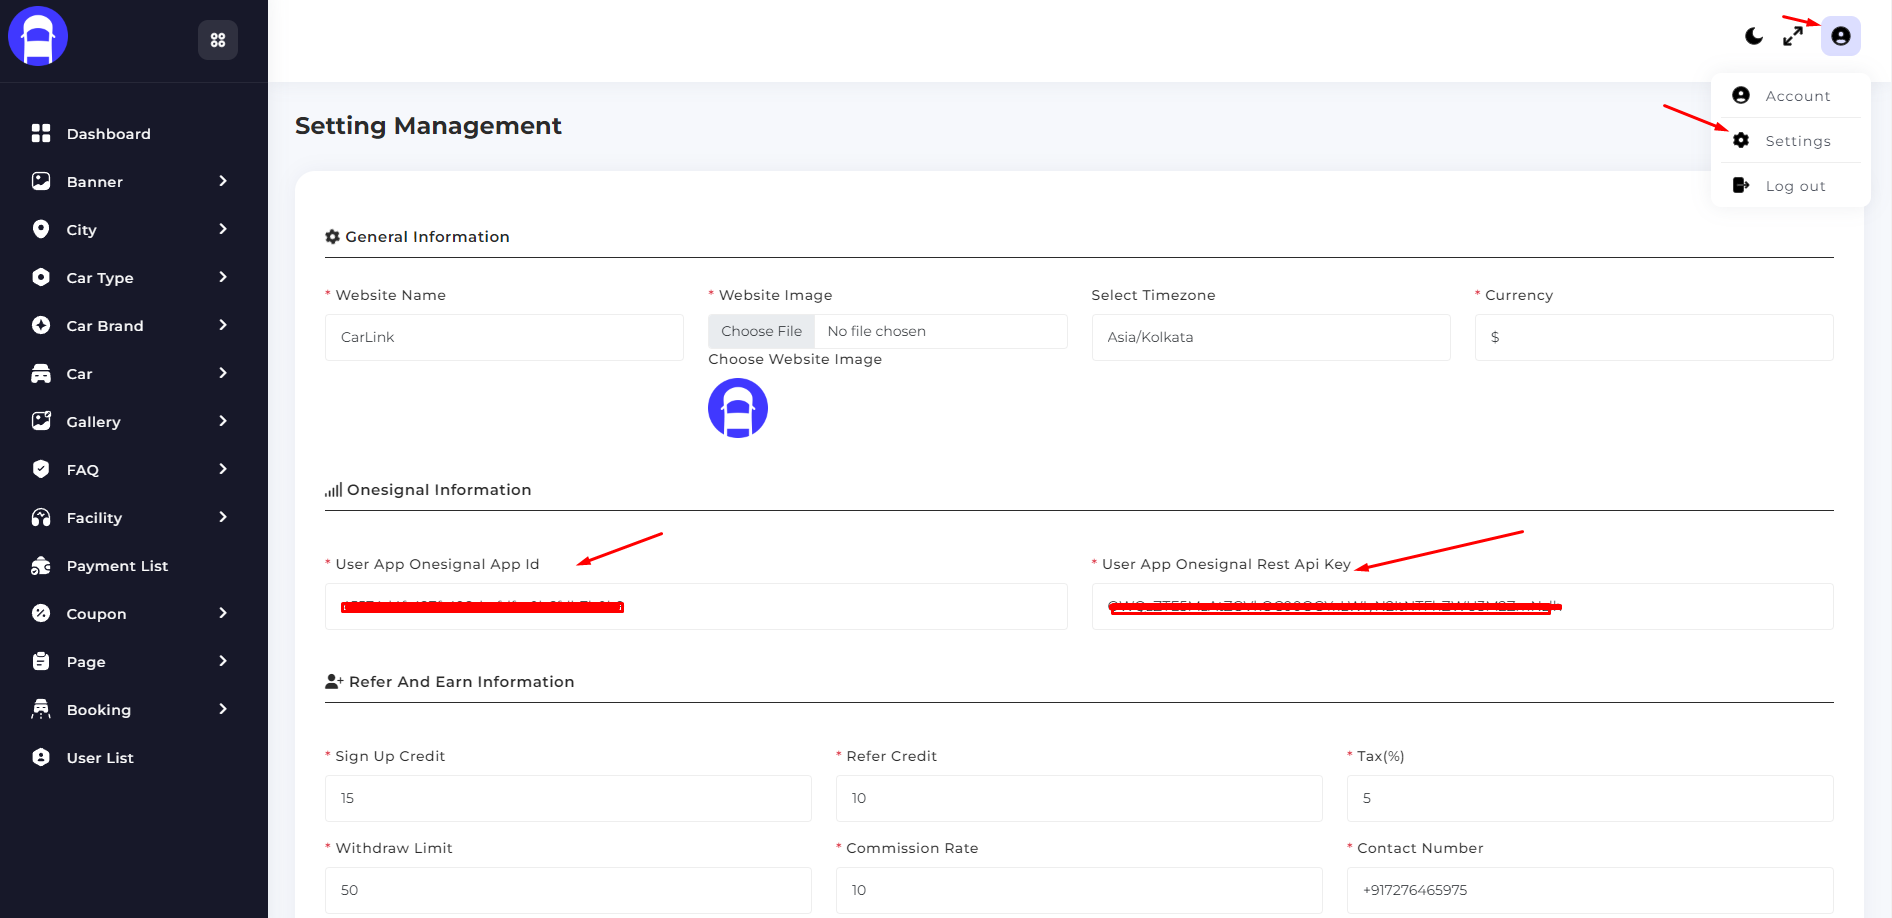 Dashboard
Banner
City
Car Type
Car Brand
Car
Gallery
FAQ
Facility
Payment List
Coupon
Page
Booking
User List
Account
Settings
Log out
Setting Management
General Information
* Website Name
CarLink
* Website Image
Choose File No file chosen
Choose Website Image
Select Timezone
Asia/Kolkata
* Currency
$
Onesignal Information
* User App Onesignal App Id
* User App Onesignal Rest Api Key
Refer And Earn Information
* Sign Up Credit
15
* Refer Credit
10
* Tax(%)
5
* Withdraw Limit
50
* Commission Rate
10
* Contact Number
+917276465975